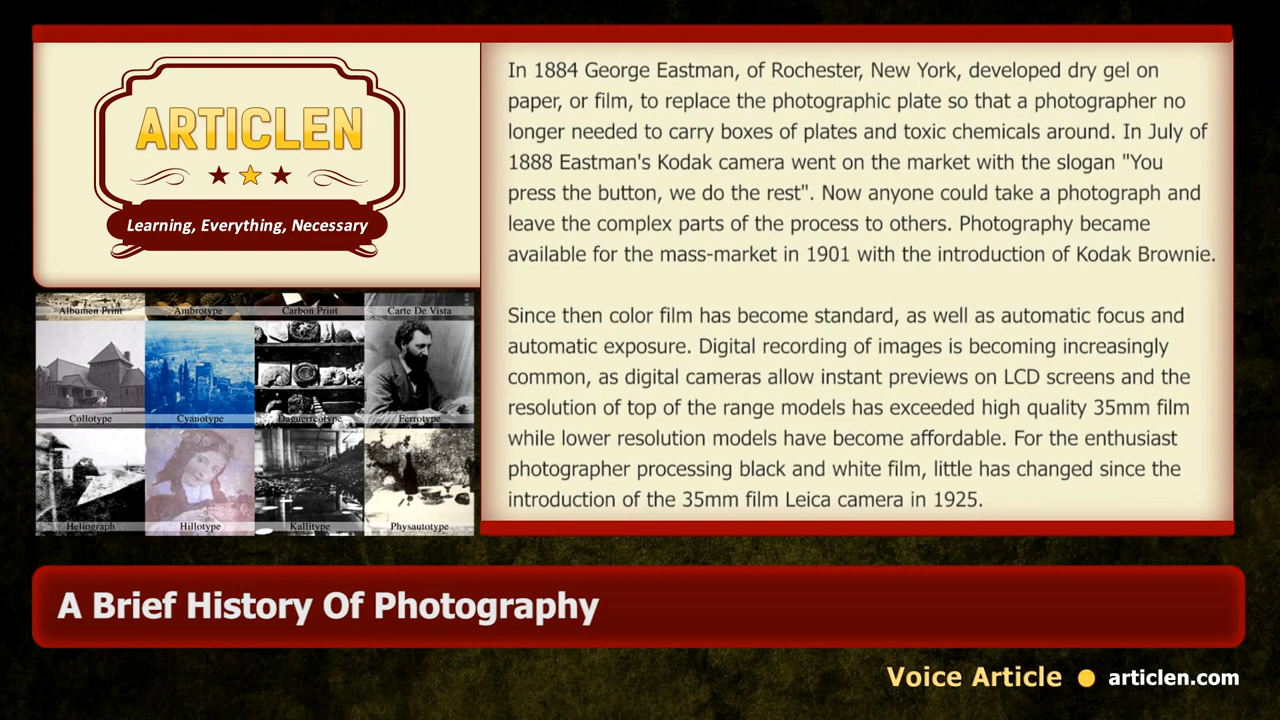 ARTICLEN
Learning, Everything, Necessary
Albumen Print
Ambrotype
Carbon Print
Carte De Vista
Collotype
Cyanotype
Daguerreotype
Ferrotype
Heliograph
Hillotype
Kallitype
Physautotype
In 1884 George Eastman, of Rochester, New York, developed dry gel on
paper, or film, to replace the photographic plate so that a photographer no
longer needed to carry boxes of plates and toxic chemicals around. In July of
1888 Eastman's Kodak camera went on the market with the slogan "You
press the button, we do the rest". Now anyone could take a photograph and
leave the complex parts of the process to others. Photography became
available for the mass-market in 1901 with the introduction of Kodak Brownie.
Since then color film has become standard, as well as automatic focus and
automatic exposure. Digital recording of images is becoming increasingly
common, as digital cameras allow instant previews on LCD screens and the
resolution of top of the range models has exceeded high quality 35mm film
while lower resolution models have become affordable. For the enthusiast
photographer processing black and white film, little has changed since the
introduction of the 35mm film Leica camera in 1925.
A Brief History Of Photography
Voice Article ● articlen.com